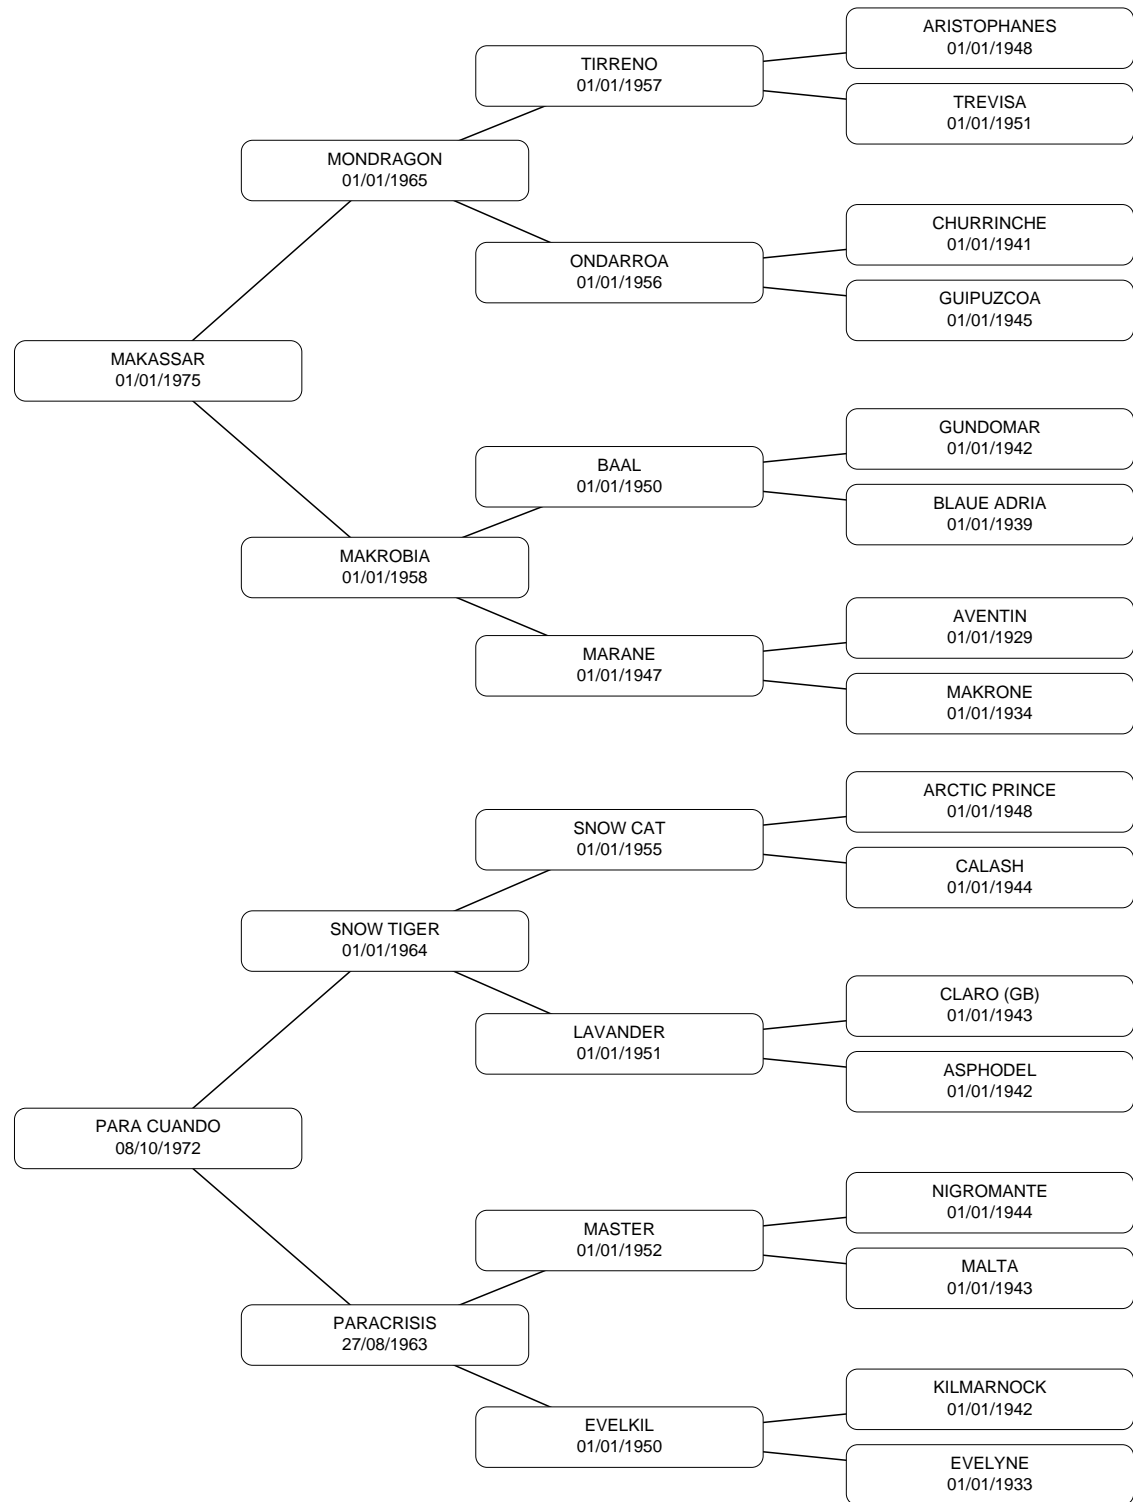 ARISTOPHANES
01/01/1948
TIRRENO
01/01/1957
TREVISA
01/01/1951
MONDRAGON
01/01/1965
CHURRINCHE
01/01/1941
ONDARROA
01/01/1956
GUIPUZCOA
01/01/1945
MAKASSAR
01/01/1975
GUNDOMAR
01/01/1942
BAAL
01/01/1950
BLAUE ADRIA
01/01/1939
MAKROBIA
01/01/1958
AVENTIN
01/01/1929
MARANE
01/01/1947
MAKRONE
01/01/1934
ARCTIC PRINCE
01/01/1948
SNOW CAT
01/01/1955
CALASH
01/01/1944
SNOW TIGER
01/01/1964
CLARO (GB)
01/01/1943
LAVANDER
01/01/1951
ASPHODEL
01/01/1942
PARA CUANDO
08/10/1972
NIGROMANTE
01/01/1944
MASTER
01/01/1952
MALTA
01/01/1943
PARACRISIS
27/08/1963
KILMARNOCK
01/01/1942
EVELKIL
01/01/1950
EVELYNE
01/01/1933